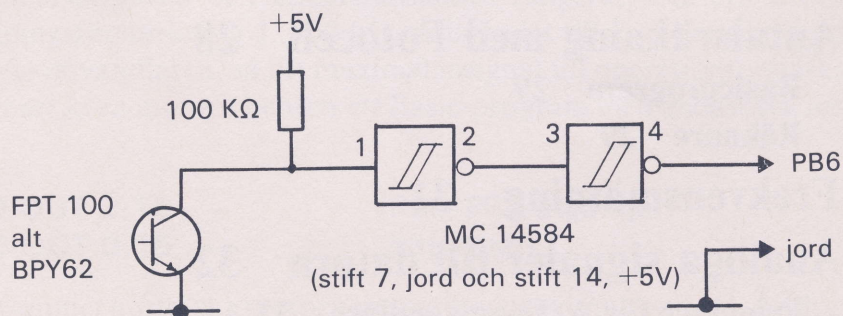 +5V
100 KΩ
1
2
3
4
PB6
FPT 100
alt
BPY62
MC 14584
jord
(stift 7, jord och stift 14, +5V)